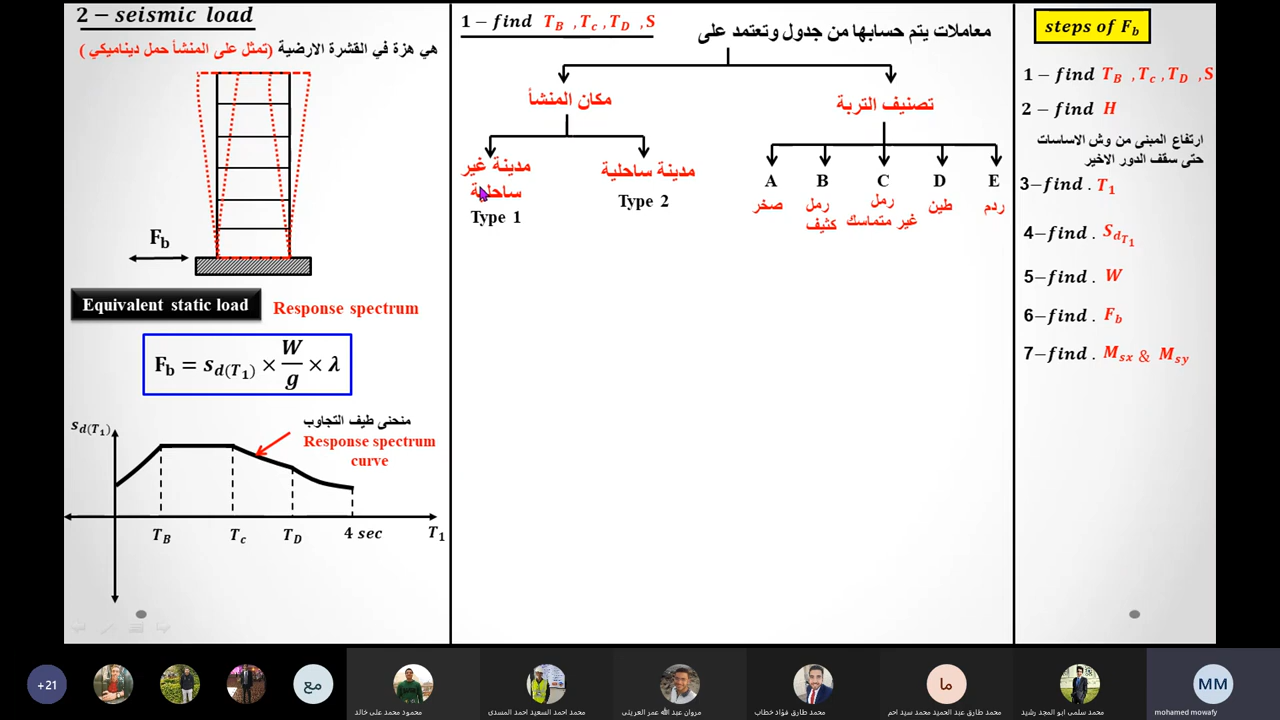 2 – seismic load
هي هزة في القشرة الارضية (تمثل على المنشأ حمل ديناميكي )
F_b
Equivalent static load
Response spectrum
F_b = s_d(T_1) × W/g × λ
s_d(T_1)
منحنى طيف التجاوب
Response spectrum
curve
T_B T_c T_D 4 sec T_1
1 – find T_B , T_c , T_D , S
معاملات يتم حسابها من جدول وتعتمد على
مكان المنشأ
تصنيف التربة
مدينة غير
ساحلية
Type 1
مدينة ساحلية
Type 2
A B C D E
صخر
رمل
كثيف
رمل
غير متماسك
طين
ردم
steps of F_b
1 – find T_B , T_c , T_D , S
2 – find H
ارتفاع المبنى من وش الاساسات
حتى سقف الدور الاخير
3–find . T_1
4–find . S_dT_1
5–find . W
6–find . F_b
7–find . M_sx & M_sy
+21
مع
محمود محمد على خالد
محمد احمد السعيد احمد المسدى
مروان عبد الله عمر العرينى
محمد طارق فؤاد خطاب
ما
محمد طارق عبد الحميد محمد سيد احم
محمد سلمى ابو المجد رشيد
MM
mohamed mowafy